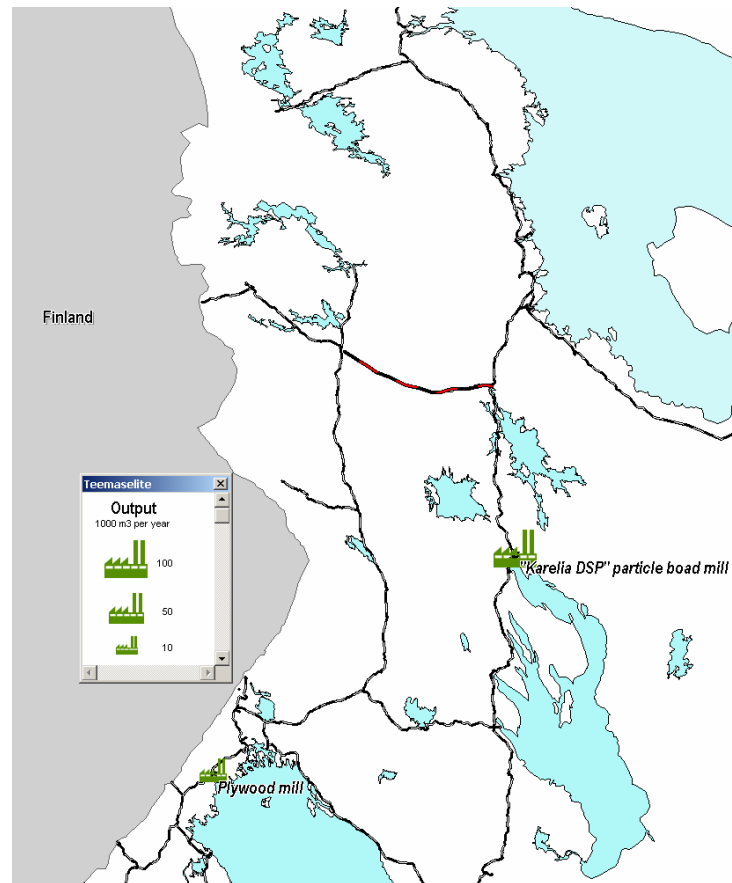 Finland
Teemaselite
Output
1000 m3 per year
100
50
10
"Karelia DSP" particle boad mill
Plywood mill